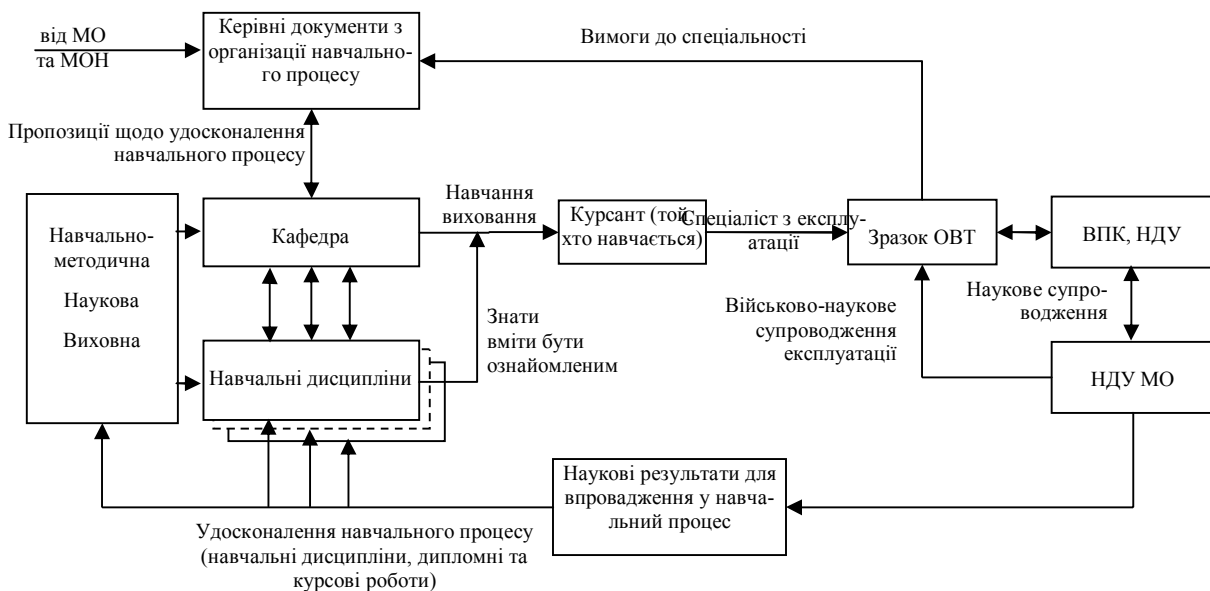 від МО
та МОН
Керівні документи з
організації навчально-
го процесу
Вимоги до спеціальності
Пропозиції щодо удосконалення
навчального процесу
Навчально-
методична
Наукова
Виховна
Кафедра
Навчання
виховання
Курсант (той
хто навчається)
Спеціаліст з експлу-
атації
Зразок ОВТ
ВПК, НДУ
Знати
вміти бути
ознайомленим
Військово-наукове
супроводження
експлуатації
Наукове супро-
водження
Навчальні дисципліни
НДУ МО
Наукові результати для
впровадження у навча-
льний процес
Удосконалення навчального процесу
(навчальні дисципліни, дипломні та
курсові роботи)